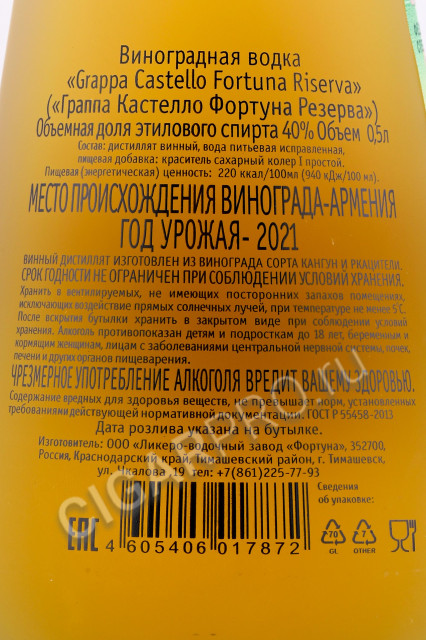 Виноградная водка
«Grappa Castello Fortuna Riserva»
(«Граппа Кастелло Фортуна Резерва»)
Объемная доля этилового спирта 40% Объем 0,5л
Состав: дистиллят винный, вода питьевая исправленная,
пищевая добавка: краситель сахарный колер I простой.
Пищевая (энергетическая) ценность: 220 ккал/100мл (940 кДж/100 мл.)
МЕСТО ПРОИСХОЖДЕНИЯ ВИНОГРАДА-АРМЕНИЯ
ГОД УРОЖАЯ- 2021
ВИННЫЙ ДИСТИЛЛЯТ ИЗГОТОВЛЕН ИЗ ВИНОГРАДА СОРТА КАНГУН И РКАЦИТЕЛИ.
СРОК ГОДНОСТИ НЕ ОГРАНИЧЕН ПРИ СОБЛЮДЕНИИ УСЛОВИЙ ХРАНЕНИЯ.
Хранить в вентилируемых, не имеющих посторонних запахов помещениях,
исключающих воздействие прямых солнечных лучей, при температуре не менее 5˚С.
После вскрытия бутылки хранить в закрытом виде при соблюдении условий
хранения. Алкоголь противопоказан детям и подросткам до 18 лет, беременным и
кормящим женщинам, лицам с заболеваниями центральной нервной системы, почек,
печени и других органов пищеварения.
ЧРЕЗМЕРНОЕ УПОТРЕБЛЕНИЕ АЛКОГОЛЯ ВРЕДИТ ВАШЕМУ ЗДОРОВЬЮ.
Содержание вредных для здоровья веществ, не превышает норм, установленных
требованиями действующей нормативной документации. ГОСТ Р 55458-2013
Дата розлива указана на бутылке.
Изготовитель: ООО «Ликеро-водочный завод «Фортуна», 352700,
Россия, Краснодарский край, Тимашевский район, г. Тимашевск,
ул. Чкалова, 19 тел: +7(861)225-77-93
Сведения
об упаковке:
EAC
4 605406 017872
70 7
GL OTHER
CIGARPRO.RU